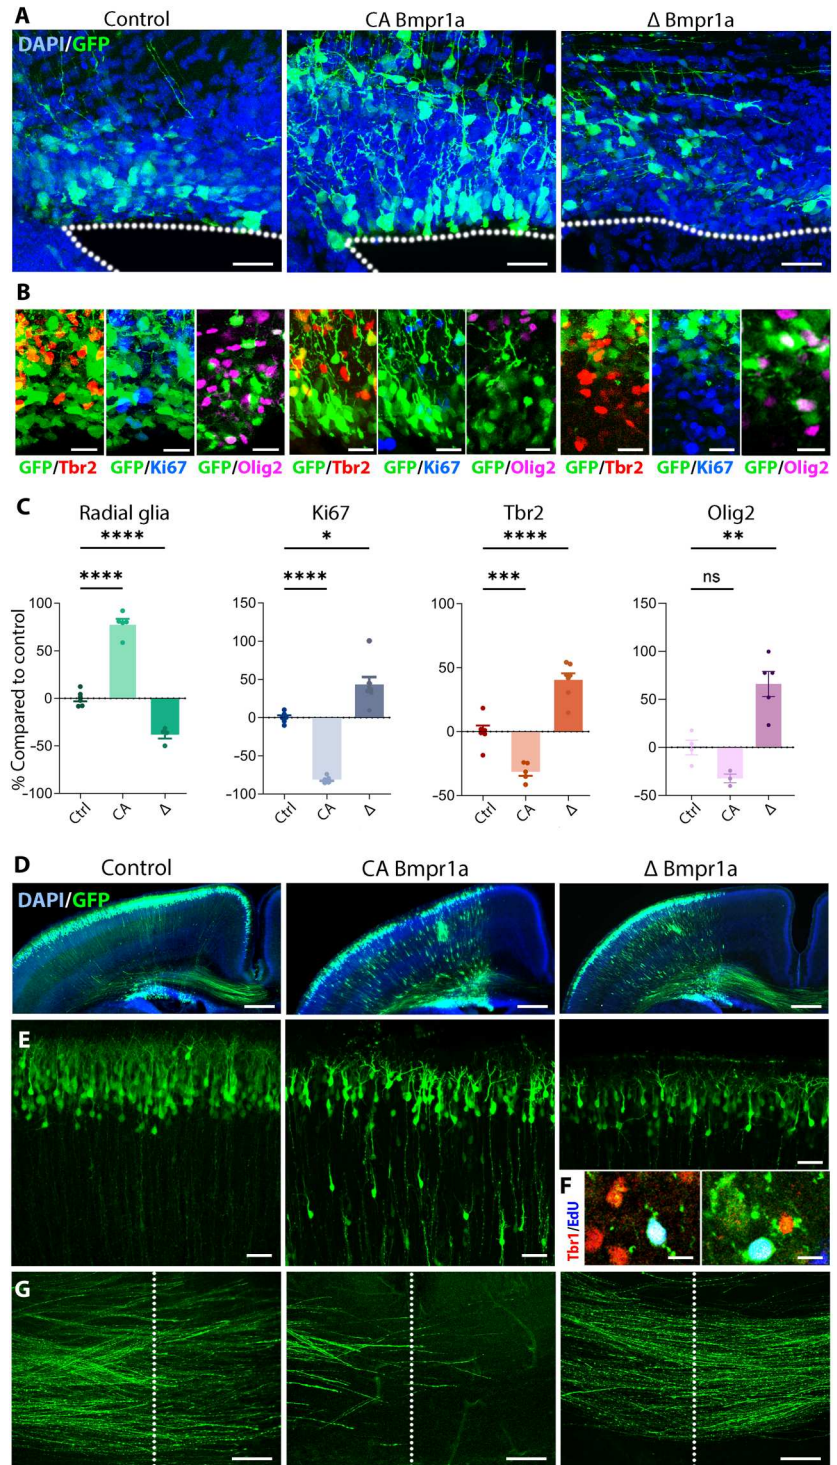 A
Control
CA Bmpr1a
Δ Bmpr1a
DAPI/GFP
B
GFP/Tbr2 GFP/Ki67 GFP/Olig2 GFP/Tbr2 GFP/Ki67 GFP/Olig2 GFP/Tbr2 GFP/Ki67 GFP/Olig2
C
Radial glia
****
****
% Compared to control
100
50
0
-50
-100
Ctrl
CA
Δ
Ki67
*
****
150
100
50
0
-50
-100
Ctrl
CA
Δ
Tbr2
****
***
100
50
0
-50
Ctrl
CA
Δ
Olig2
**
ns
150
100
50
0
-50
Ctrl
CA
Δ
D
Control
CA Bmpr1a
Δ Bmpr1a
DAPI/GFP
E
F
Tbr1/EdU
G